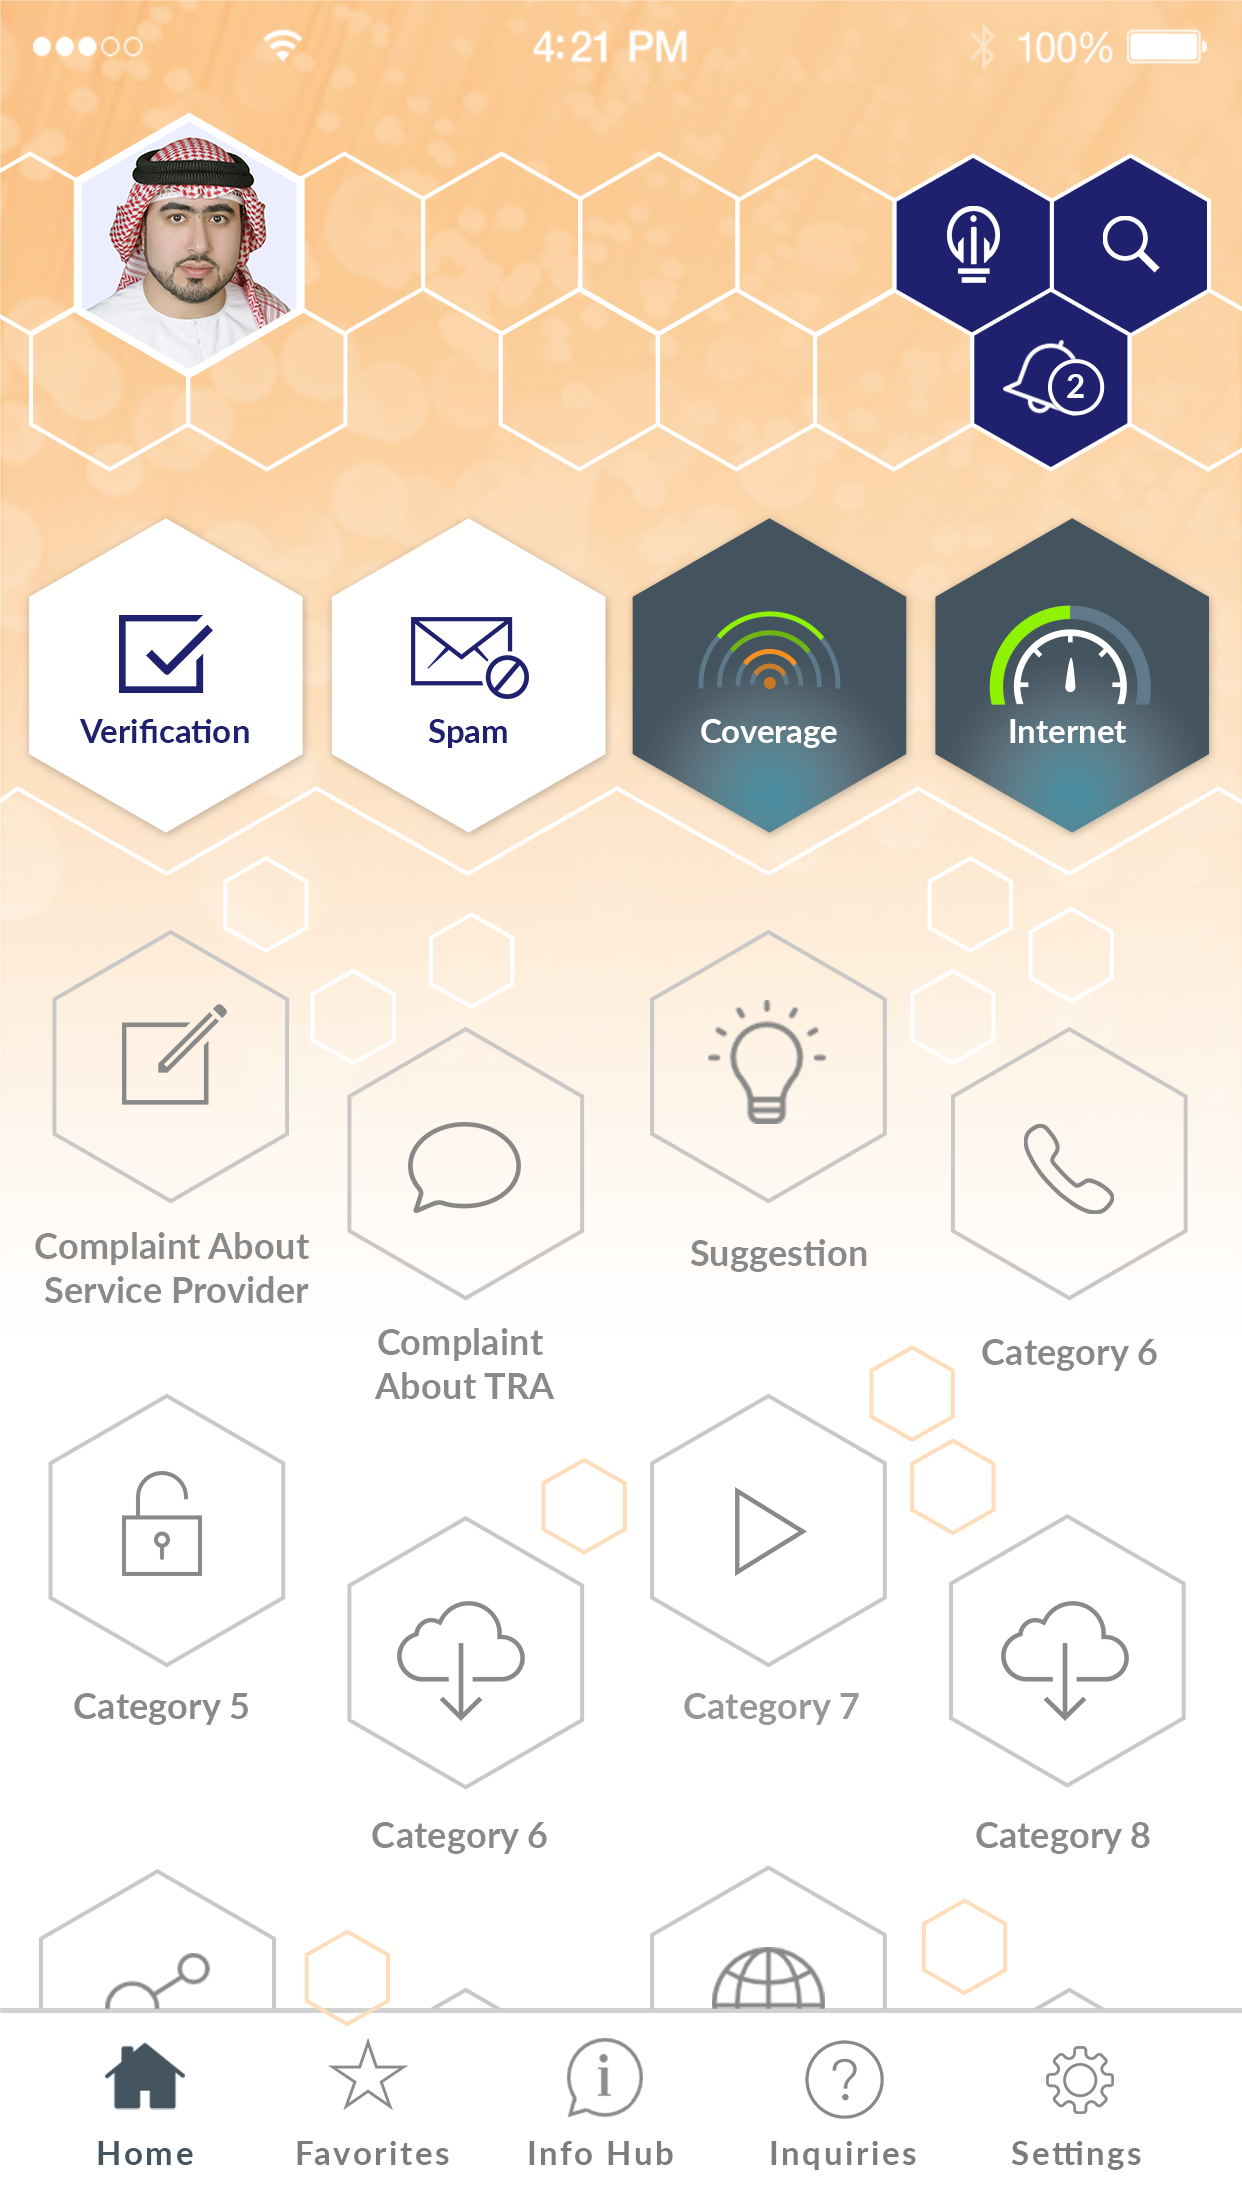 4:21 PM
100%
2
Verification
Spam
Coverage
Internet
Complaint About
Service Provider
Complaint
About TRA
Suggestion
Category 6
Category 5
Category 6
Category 7
Category 8
Home
Favorites
Info Hub
Inquiries
Settings